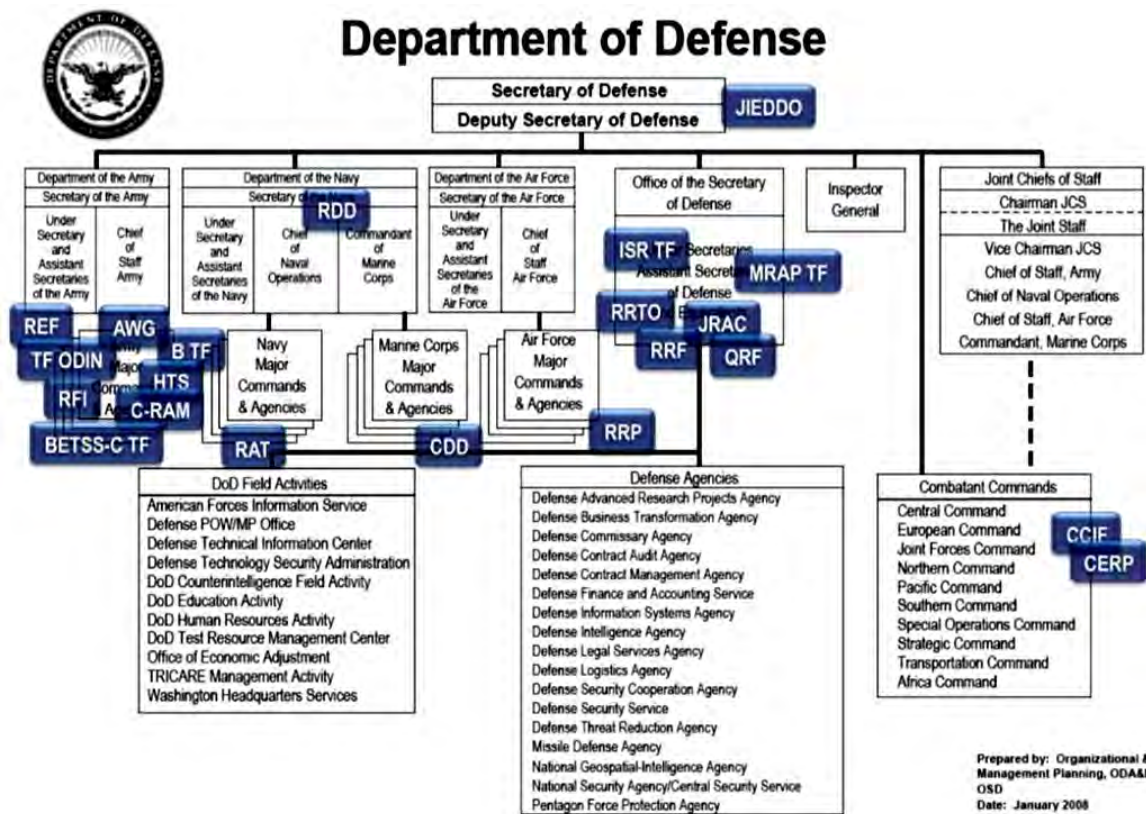 Department of Defense
DEPARTMENT OF DEFENSE
Secretary of Defense
Deputy Secretary of Defense
JIEDDO
Department of the Army
Secretary of the Army
Under
Secretary
and
Assistant
Secretaries
of the Army
Chief
of
Staff
Army
Department of the Navy
Secretary of the
RDD
Under
Secretary
and
Assistant
Secretaries
of the Navy
Chief
of
Naval
Operations
Commandant
of
Marine
Corps
Department of the Air Force
Secretary of the Air Force
Under
Secretary
and
Assistant
Secretaries
of the
Air Force
Chief
of
Staff
Air Force
Office of the Secretary
of Defense
ISR TF
Secretaries
Assistant
of Defense
MRAP TF
RRTO
JRAC
RRF
QRF
Inspector
General
Joint Chiefs of Staff
Chairman JCS
The Joint Staff
Vice Chairman JCS
Chief of Staff, Army
Chief of Naval Operations
Chief of Staff, Air Force
Commandant, Marine Corps
REF
AWG
TF ODIN
B TF
Major
HTS
RFI
C-RAM
BETSS-C TF
Navy
Major
Commands
& Agencies
RAT
Marine Corps
Major
Commands
& Agencies
CDD
Air Force
Major
Commands
& Agencies
RRP
DoD Field Activities
American Forces Information Service
Defense POW/MP Office
Defense Technical Information Center
Defense Technology Security Administration
DoD Counterintelligence Field Activity
DoD Education Activity
DoD Human Resources Activity
DoD Test Resource Management Center
Office of Economic Adjustment
TRICARE Management Activity
Washington Headquarters Services
Defense Agencies
Defense Advanced Research Projects Agency
Defense Business Transformation Agency
Defense Commissary Agency
Defense Contract Audit Agency
Defense Contract Management Agency
Defense Finance and Accounting Service
Defense Information Systems Agency
Defense Intelligence Agency
Defense Legal Services Agency
Defense Logistics Agency
Defense Security Cooperation Agency
Defense Security Service
Defense Threat Reduction Agency
Missile Defense Agency
National Geospatial-Intelligence Agency
National Security Agency/Central Security Service
Pentagon Force Protection Agency
Combatant Commands
Central Command
European Command
Joint Forces Command
Northern Command
Pacific Command
Southern Command
Special Operations Command
Strategic Command
Transportation Command
Africa Command
CCIF
CERP
Prepared by: Organizational &
Management Planning,
OSD
Date: January 2008